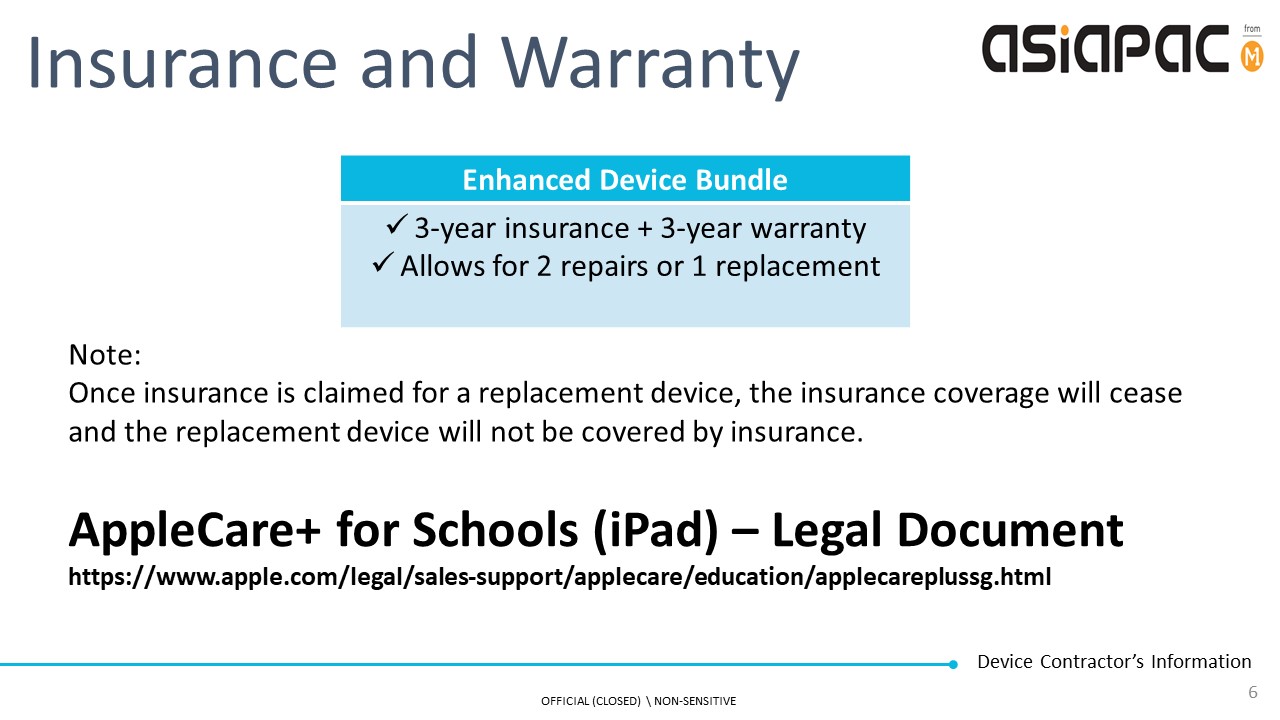 Insurance and Warranty
asiapac
from
M
Enhanced Device Bundle
✓ 3-year insurance + 3-year warranty
✓ Allows for 2 repairs or 1 replacement
Note:
Once insurance is claimed for a replacement device, the insurance coverage will cease
and the replacement device will not be covered by insurance.
AppleCare+ for Schools (iPad) – Legal Document
https://www.apple.com/legal/sales-support/applecare/education/applecareplussg.html
Device Contractor’s Information
6
OFFICIAL (CLOSED) \ NON-SENSITIVE